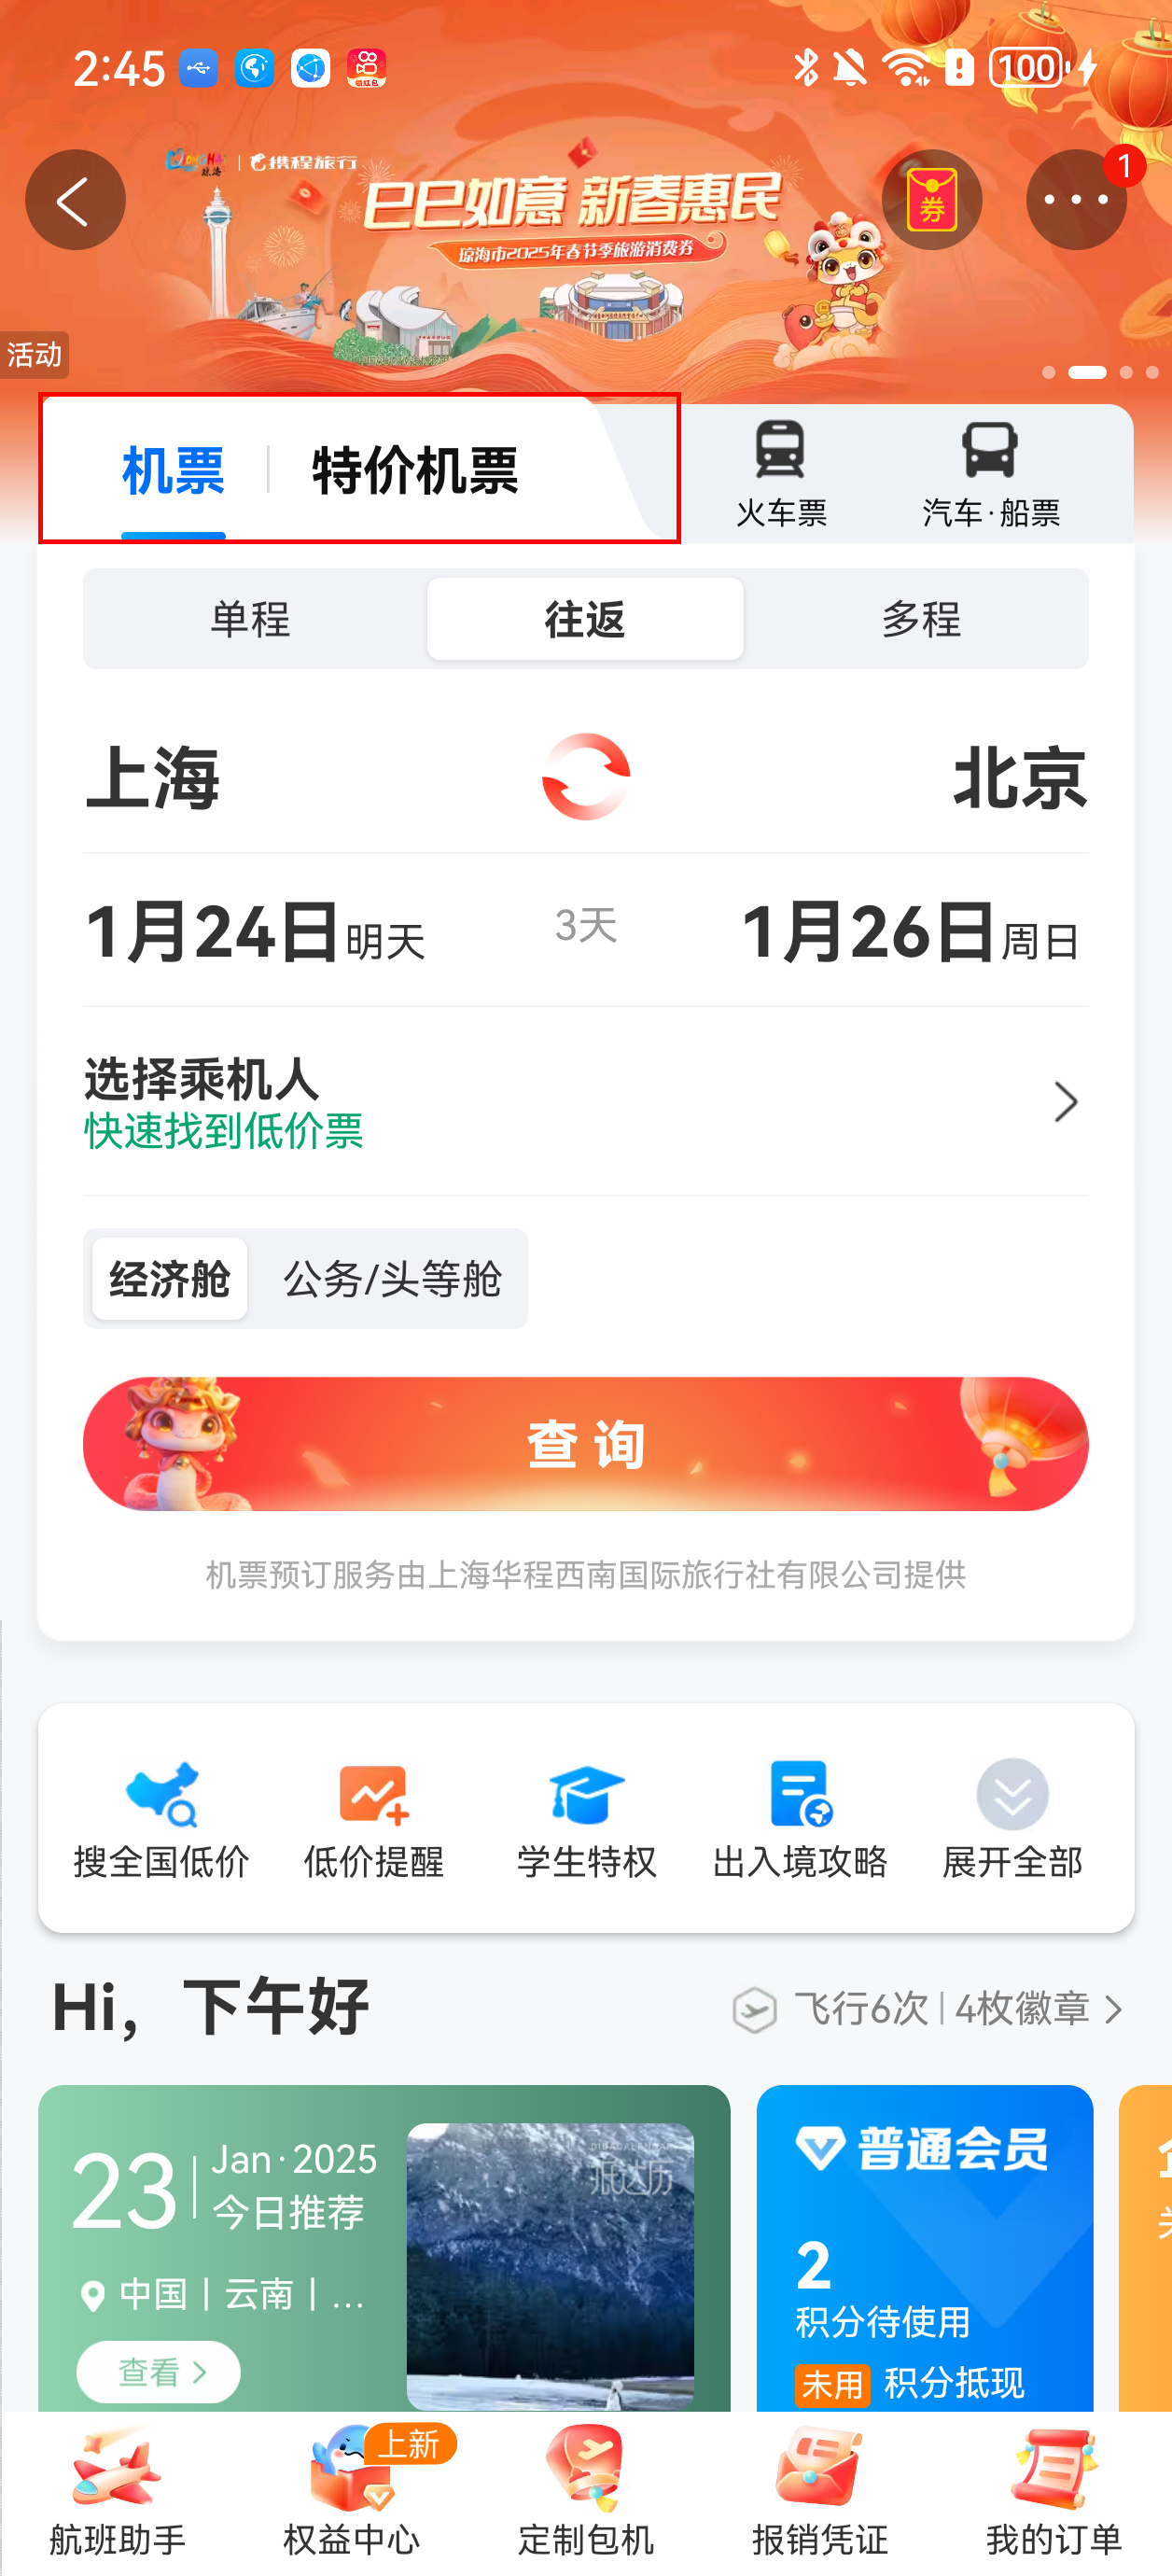 2:45
领红包
100
琼海
携程旅行
巳巳如意 新春惠民
琼海市2025年春节季旅游消费券
券
1
活动
机票
特价机票
火车票
汽车·船票
单程
往返
多程
上海
北京
1月24日明天
3天
1月26日周日
选择乘机人
快速找到低价票
经济舱
公务/头等舱
查询
机票预订服务由上海华程西南国际旅行社有限公司提供
搜全国低价
低价提醒
学生特权
出入境攻略
展开全部
Hi，下午好
飞行6次
4枚徽章
23
Jan·2025
今日推荐
中国丨云南丨...
查看
普通会员
2
积分待使用
未用
积分抵现
上新
航班助手
权益中心
定制包机
报销凭证
我的订单